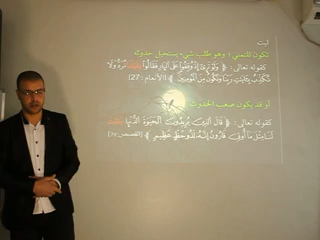 ليت
تكون للتمني؛ وهو طلب شيء يستحيل حدوثه
كقوله تعالى: ﴿ وَلَوْ تَرَىٰ إِذْ وُقِفُوا عَلَى النَّارِ فَقَالُوا يَا لَيْتَنَا نُرَدُّ وَلَا
نُكَذِّبَ بِآيَاتِ رَبِّنَا وَنَكُونَ مِنَ الْمُؤْمِنِينَ ﴾ [الأنعام: 27]
أو قد يكون صعب الحدوث
كقوله تعالى: ﴿ قَالَ الَّذِينَ يُرِيدُونَ الْحَيَاةَ الدُّنْيَا يَا لَيْتَ
لَنَا مِثْلَ مَا أُوتِيَ قَارُونُ إِنَّهُ لَذُو حَظٍّ عَظِيمٍ ﴾ [القصص: